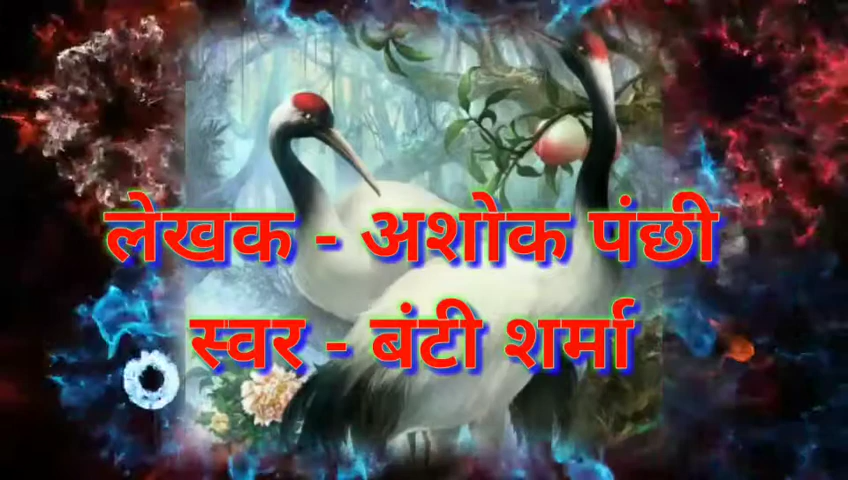 लेखक - अशोक पंछी
स्वर - बंटी शर्मा